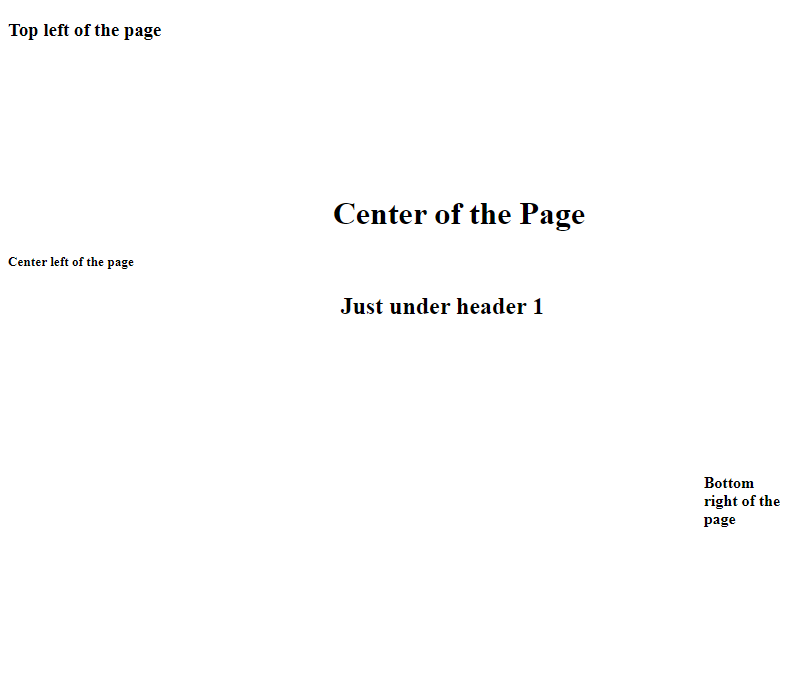 Top left of the page
Center of the Page
Center left of the page
Just under header 1
Bottom
right of the
page